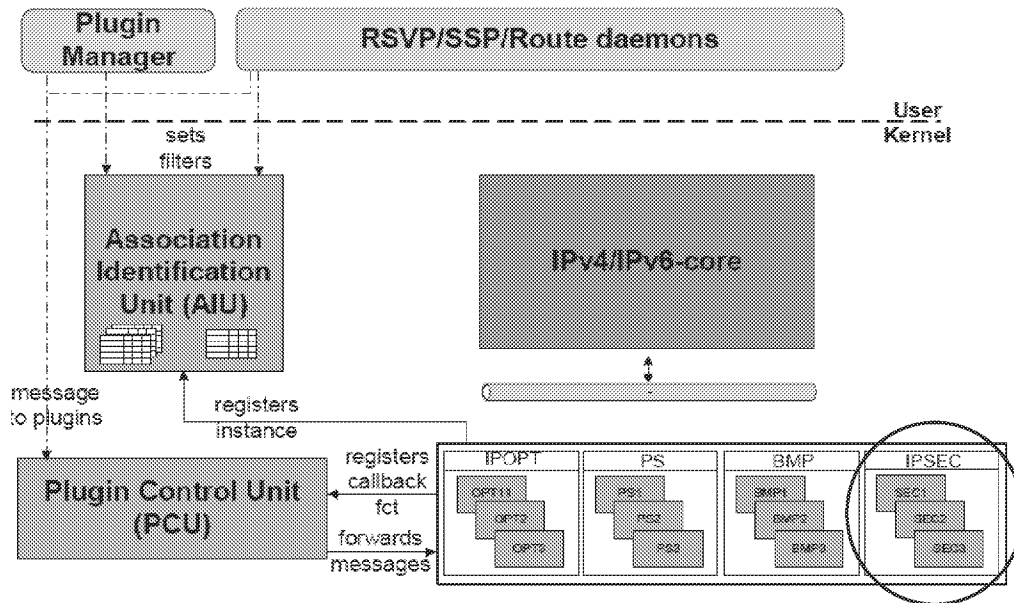 Plugin
Manager
RSVP/SSP/Route daemons
User
Kernel
sets
filters
Association
Identification
Unit (AIU)
IPv4/IPv6-core
message
to plugins
registers
instance
registers
callback
fct
forwards
messages
Plugin Control Unit
(PCU)
IPOPT
OPT11
OPT2
OPT3
PS
PS1
PS2
PS3
BMP
BMP1
BMP2
BMP3
IPSEC
SEC1
SEC2
SEC3